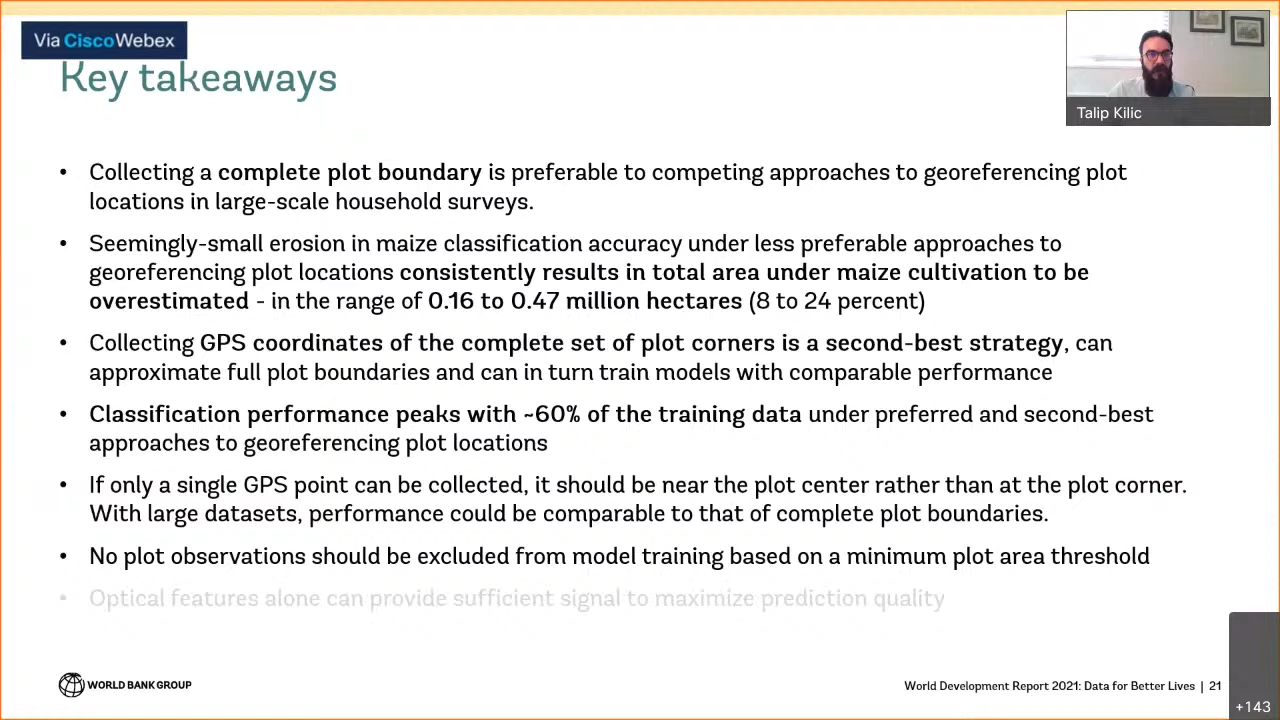 Via Cisco Webex
Key takeaways
Talip Kilic
• Collecting a complete plot boundary is preferable to competing approaches to georeferencing plot
locations in large-scale household surveys.
• Seemingly-small erosion in maize classification accuracy under less preferable approaches to
georeferencing plot locations consistently results in total area under maize cultivation to be
overestimated - in the range of 0.16 to 0.47 million hectares (8 to 24 percent)
• Collecting GPS coordinates of the complete set of plot corners is a second-best strategy, can
approximate full plot boundaries and can in turn train models with comparable performance
• Classification performance peaks with ~60% of the training data under preferred and second-best
approaches to georeferencing plot locations
• If only a single GPS point can be collected, it should be near the plot center rather than at the plot corner.
With large datasets, performance could be comparable to that of complete plot boundaries.
• No plot observations should be excluded from model training based on a minimum plot area threshold
• Optical features alone can provide sufficient signal to maximize prediction quality
WORLD BANK GROUP
World Development Report 2021: Data for Better Lives | 21
+143